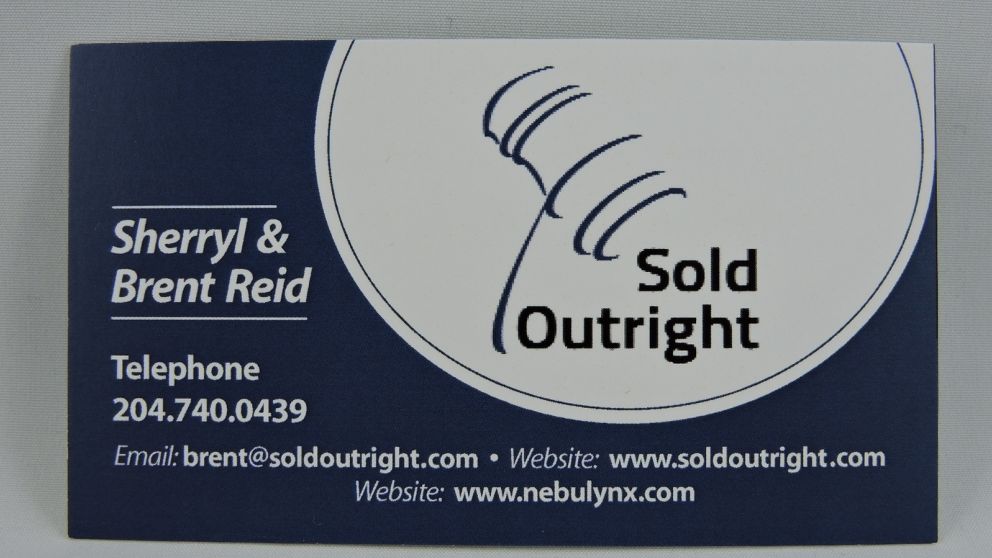 Sold
Outright
Sherryl &
Brent Reid
Telephone
204.740.0439
Email: brent@soldoutright.com • Website: www.soldoutright.com
Website: www.nebulynx.com